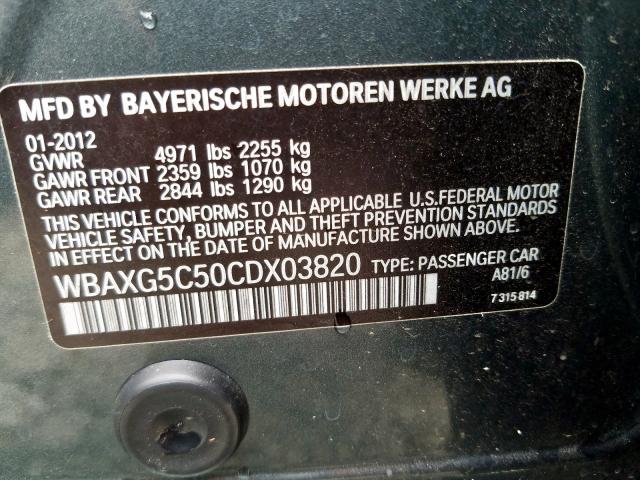 MFD BY BAYERISCHE MOTOREN WERKE AG
01-2012
GVWR 4971 lbs 2255 kg
GAWR FRONT 2359 lbs 1070 kg
GAWR REAR 2844 lbs 1290 kg
THIS VEHICLE CONFORMS TO ALL APPLICABLE U.S.FEDERAL MOTOR
VEHICLE SAFETY, BUMPER AND THEFT PREVENTION STANDARDS
IN EFFECT ON THE DATE OF MANUFACTURE SHOWN ABOVE.
WBAXG5C50CDX03820 TYPE: PASSENGER CAR
A81/6
7 315 814